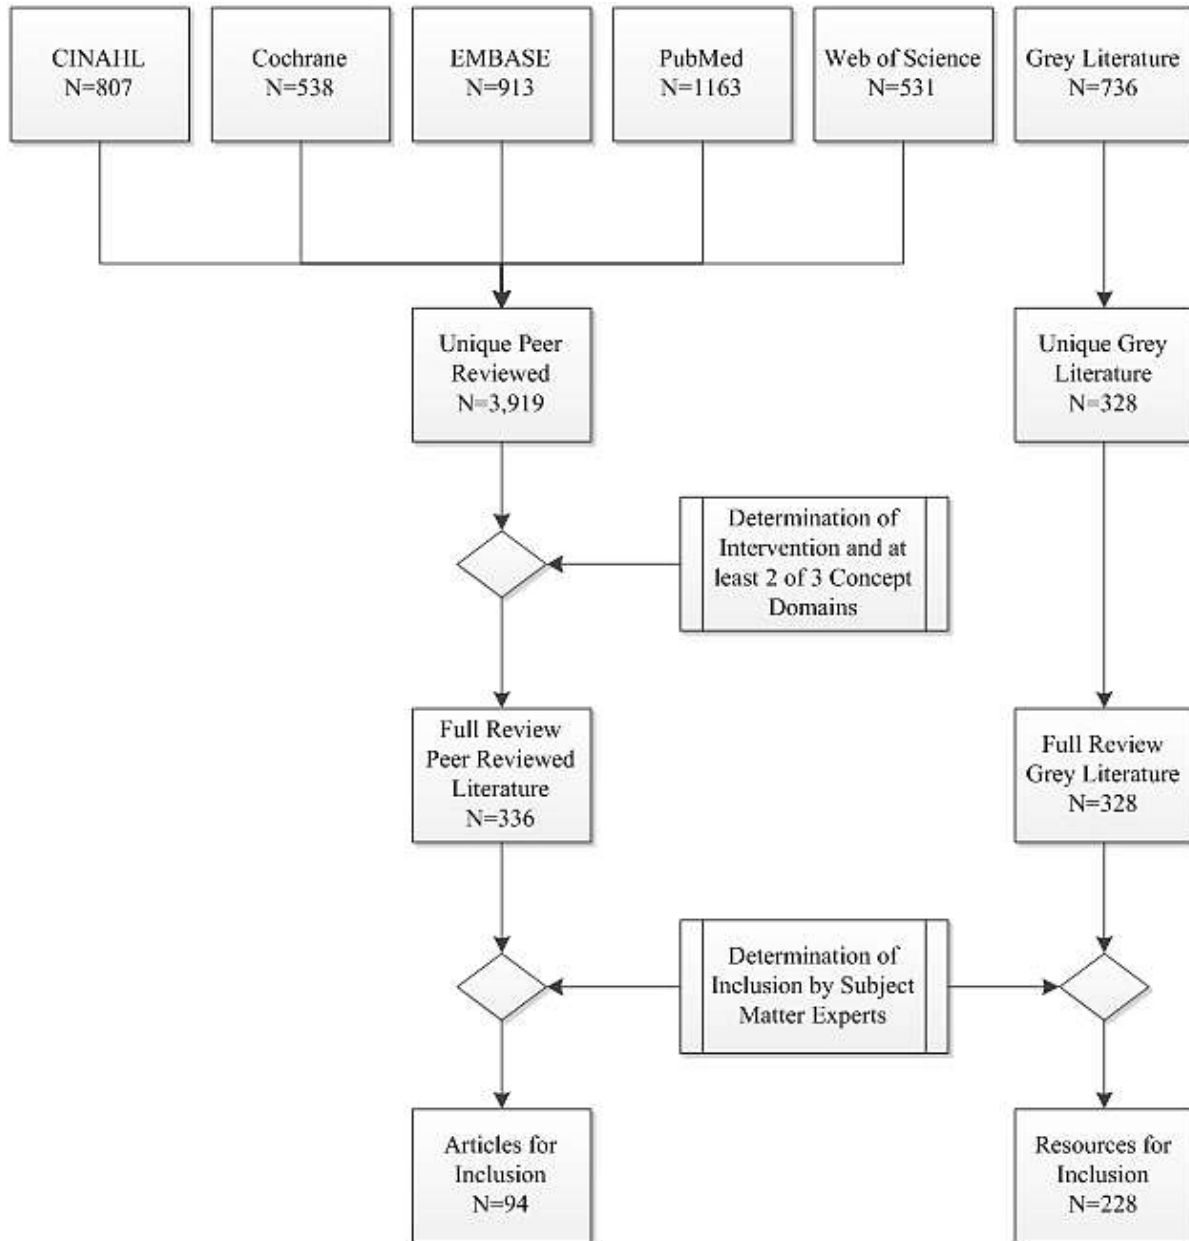 CINAHL
N=807
Cochrane
N=538
EMBASE
N=913
PubMed
N=1163
Web of Science
N=531
Grey Literature
N=736
Unique Peer
Reviewed
N=3,919
Unique Grey
Literature
N=328
Determination of
Intervention and at
least 2 of 3 Concept
Domains
Full Review
Peer Reviewed
Literature
N=336
Full Review
Grey Literature
N=328
Determination of
Inclusion by Subject
Matter Experts
Articles for
Inclusion
N=94
Resources for
Inclusion
N=228